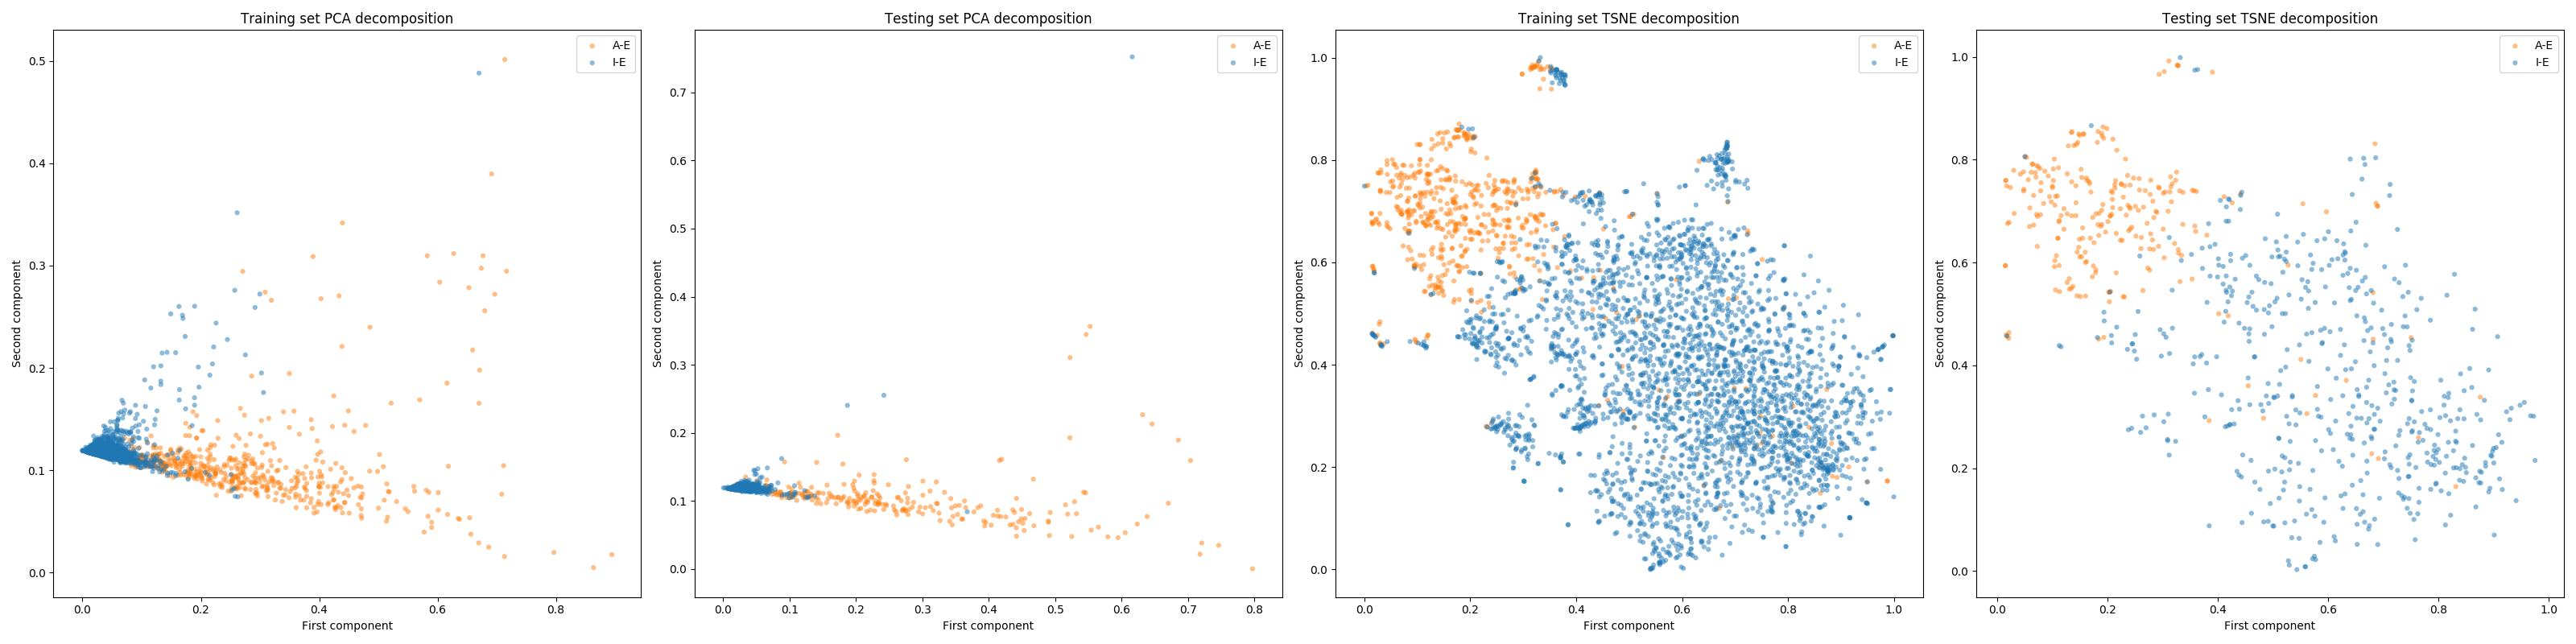 Training set PCA decomposition
A-E
I-E
0.5
0.4
0.3
0.2
0.1
0.0
Second component
0.0 0.2 0.4 0.6 0.8
First component
Testing set PCA decomposition
A-E
I-E
0.7
0.6
0.5
0.4
0.3
0.2
0.1
0.0
Second component
0.0 0.1 0.2 0.3 0.4 0.5 0.6 0.7 0.8
First component
Training set TSNE decomposition
A-E
I-E
1.0
0.8
0.6
0.4
0.2
0.0
Second component
0.0 0.2 0.4 0.6 0.8 1.0
First component
Testing set TSNE decomposition
A-E
I-E
1.0
0.8
0.6
0.4
0.2
0.0
Second component
0.0 0.2 0.4 0.6 0.8 1.0
First component